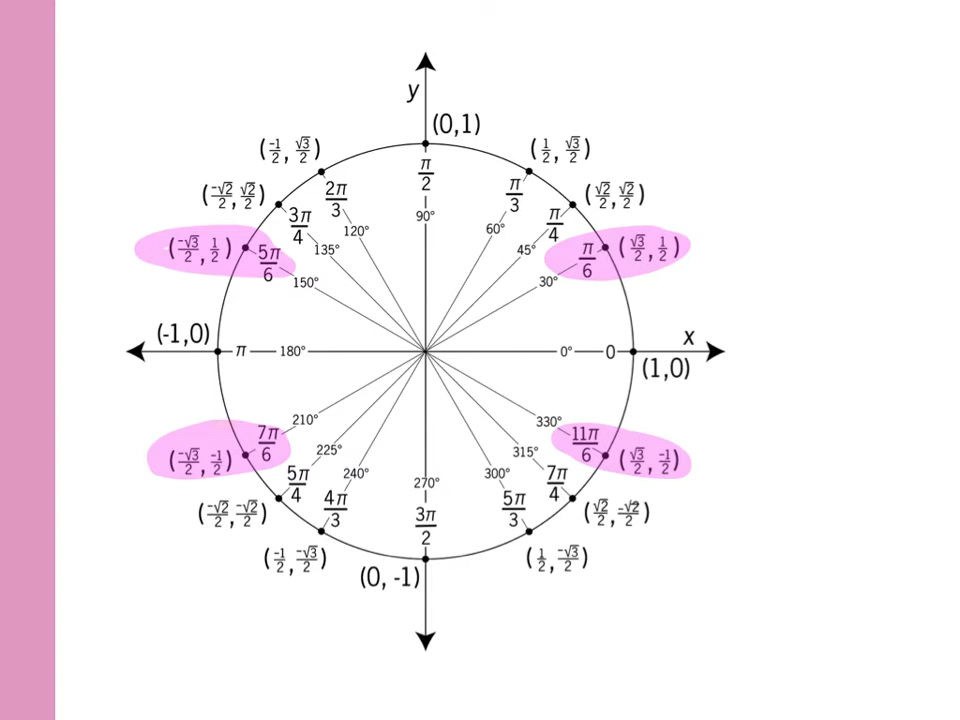 y
(0,1)
(-1/2, √3/2)
(1/2, √3/2)
π/2
(-√2/2, √2/2)
2π/3
π/3
(√2/2, √2/2)
3π/4
120°
90°
60°
π/4
(-√3/2, 1/2)
5π/6
135°
45°
π/6
(√3/2, 1/2)
150°
30°
(-1,0)
x
π
180°
0°
0
(1,0)
210°
330°
(-√3/2, -1/2)
7π/6
225°
315°
11π/6
(√3/2, -1/2)
5π/4
240°
270°
300°
7π/4
(-√2/2, -√2/2)
4π/3
3π/2
5π/3
(√2/2, -√2/2)
(-1/2, -√3/2)
(0, -1)
(1/2, -√3/2)